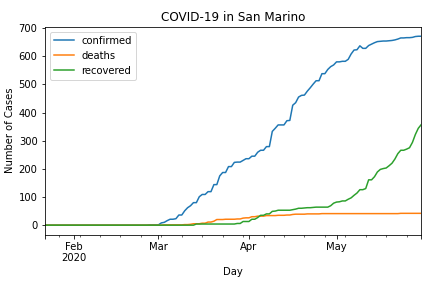 COVID-19 in San Marino
confirmed
deaths
recovered
Number of Cases
700
600
500
400
300
200
100
0
Feb
2020
Mar
Apr
May
Day